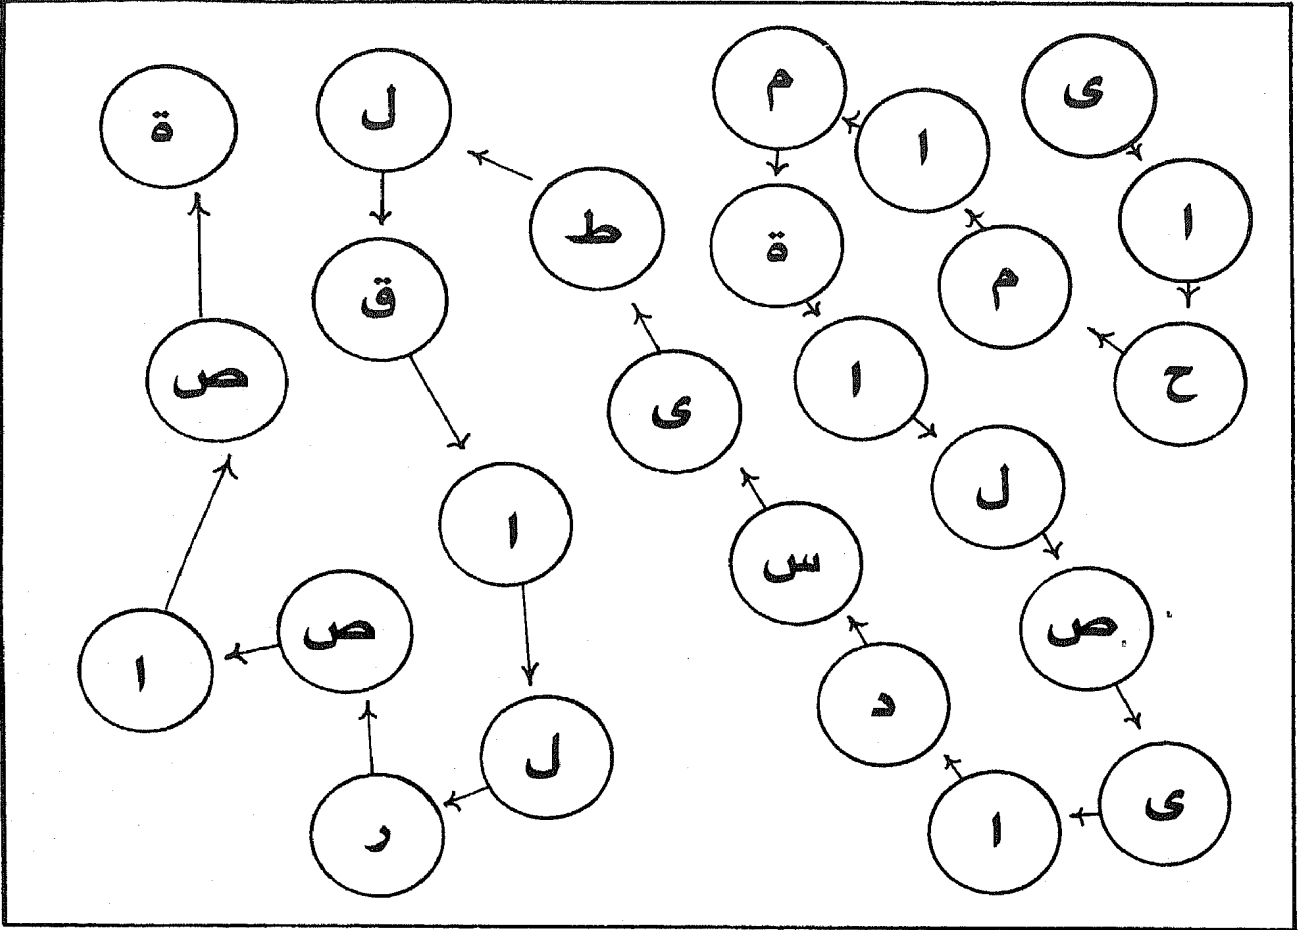 ى ا ح م ا م ة ا ل ص ى ا د س ى ط ل ق ا ل ر ص ا ص ة